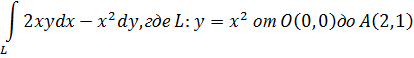 ∫_L 2xydx − x²dy, где L: y = x² от O(0,0)до A(2,1)